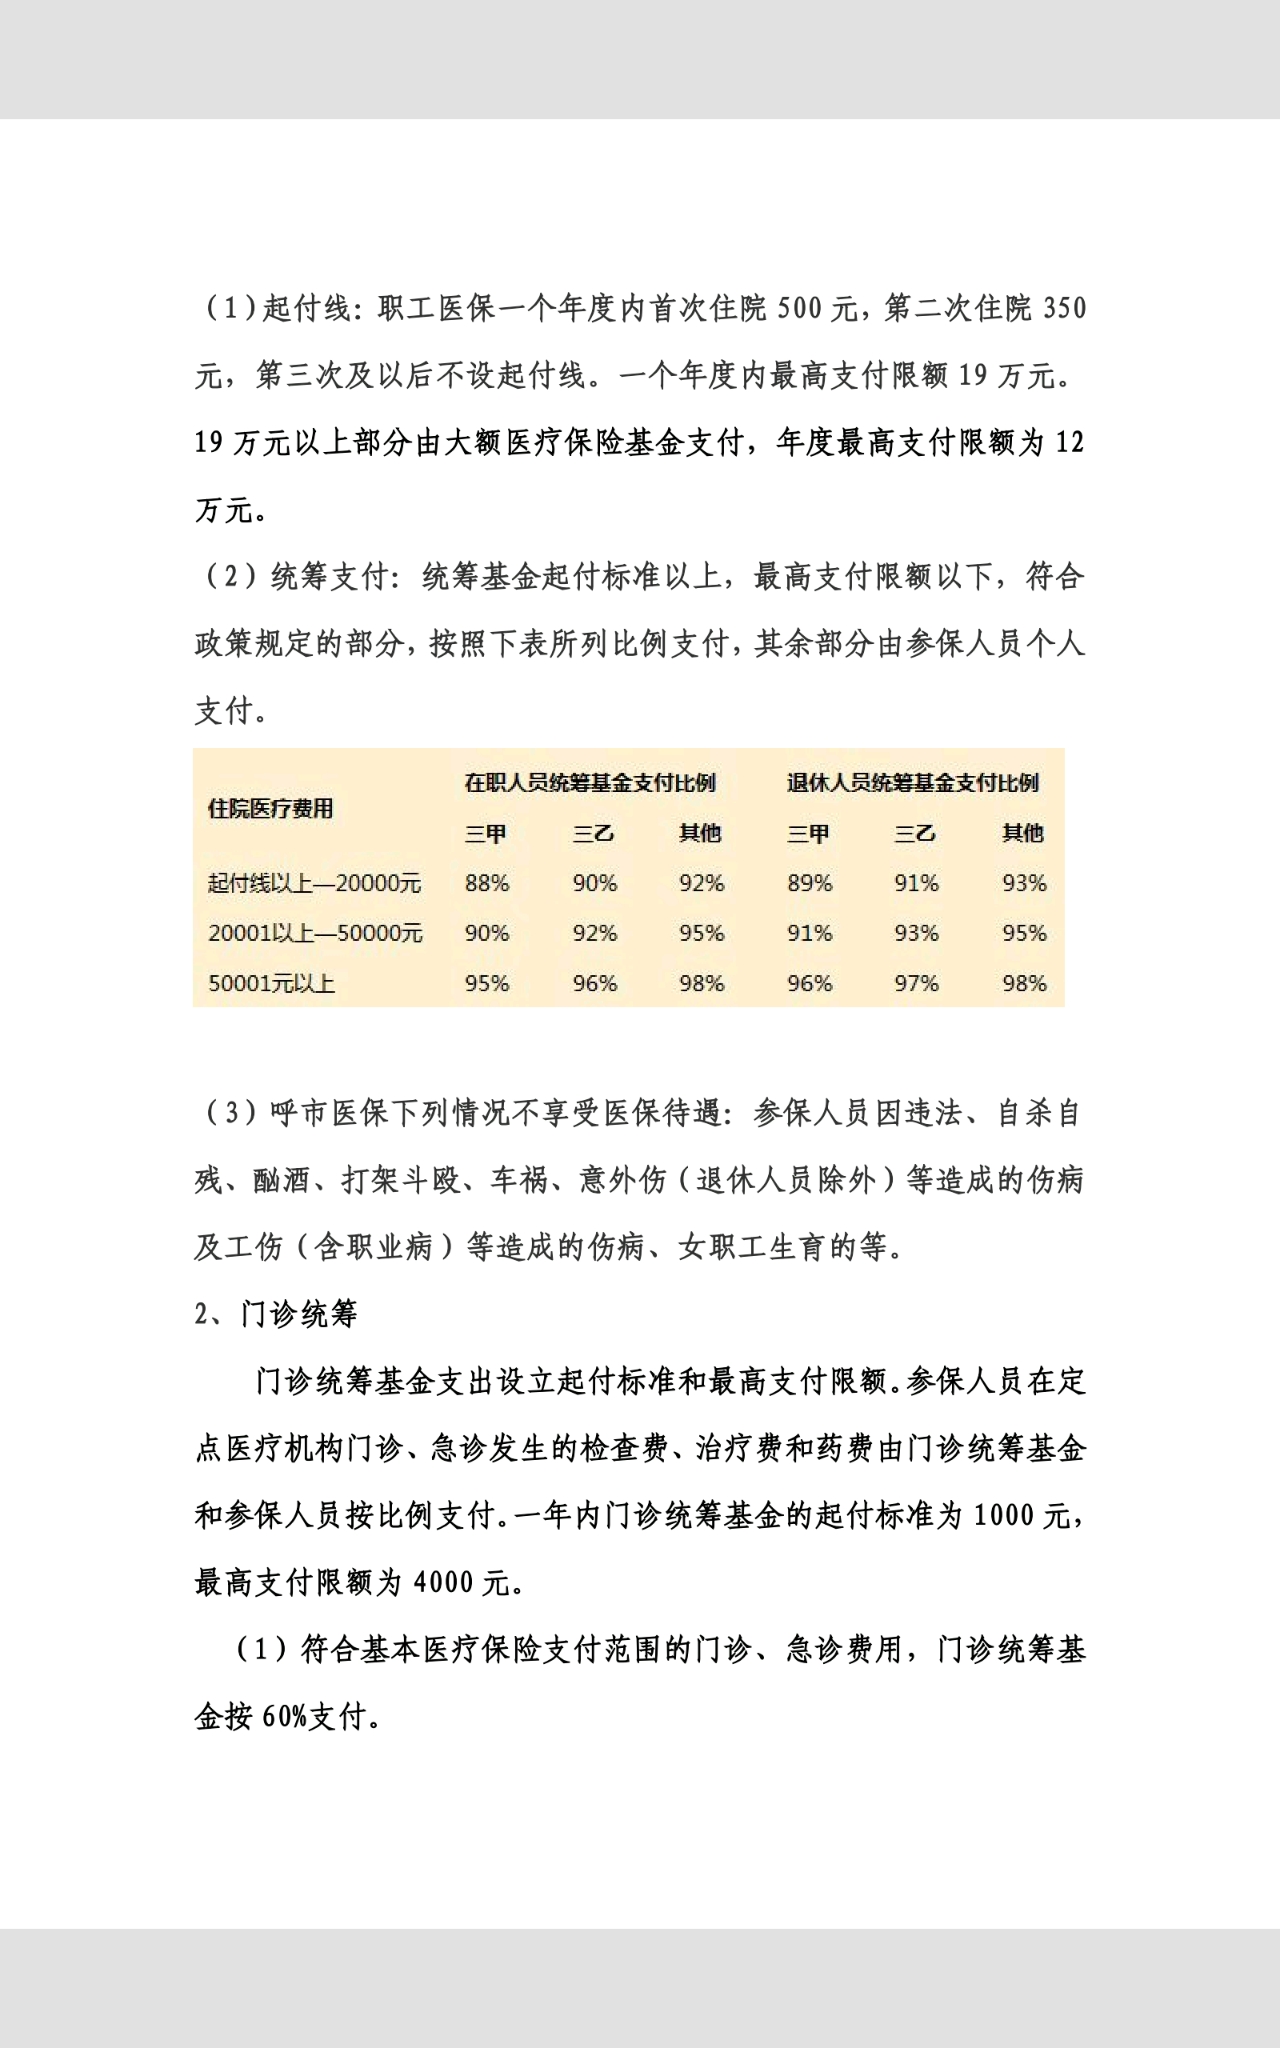 （1）起付线：职工医保一个年度内首次住院 500 元，第二次住院 350
元，第三次及以后不设起付线。一个年度内最高支付限额 19 万元。
19 万元以上部分由大额医疗保险基金支付，年度最高支付限额为 12
万元。
（2）统筹支付：统筹基金起付标准以上，最高支付限额以下，符合
政策规定的部分，按照下表所列比例支付，其余部分由参保人员个人
支付。
住院医疗费用 在职人员统筹基金支付比例 退休人员统筹基金支付比例
三甲 三乙 其他 三甲 三乙 其他
起付线以上—20000元 88% 90% 92% 89% 91% 93%
20001以上—50000元 90% 92% 95% 91% 93% 95%
50001元以上 95% 96% 98% 96% 97% 98%
（3）呼市医保下列情况不享受医保待遇：参保人员因违法、自杀自
残、酗酒、打架斗殴、车祸、意外伤（退休人员除外）等造成的伤病
及工伤（含职业病）等造成的伤病、女职工生育的等。
2、门诊统筹
门诊统筹基金支出设立起付标准和最高支付限额。参保人员在定
点医疗机构门诊、急诊发生的检查费、治疗费和药费由门诊统筹基金
和参保人员按比例支付。一年内门诊统筹基金的起付标准为 1000 元，
最高支付限额为 4000 元。
（1）符合基本医疗保险支付范围的门诊、急诊费用，门诊统筹基
金按 60%支付。